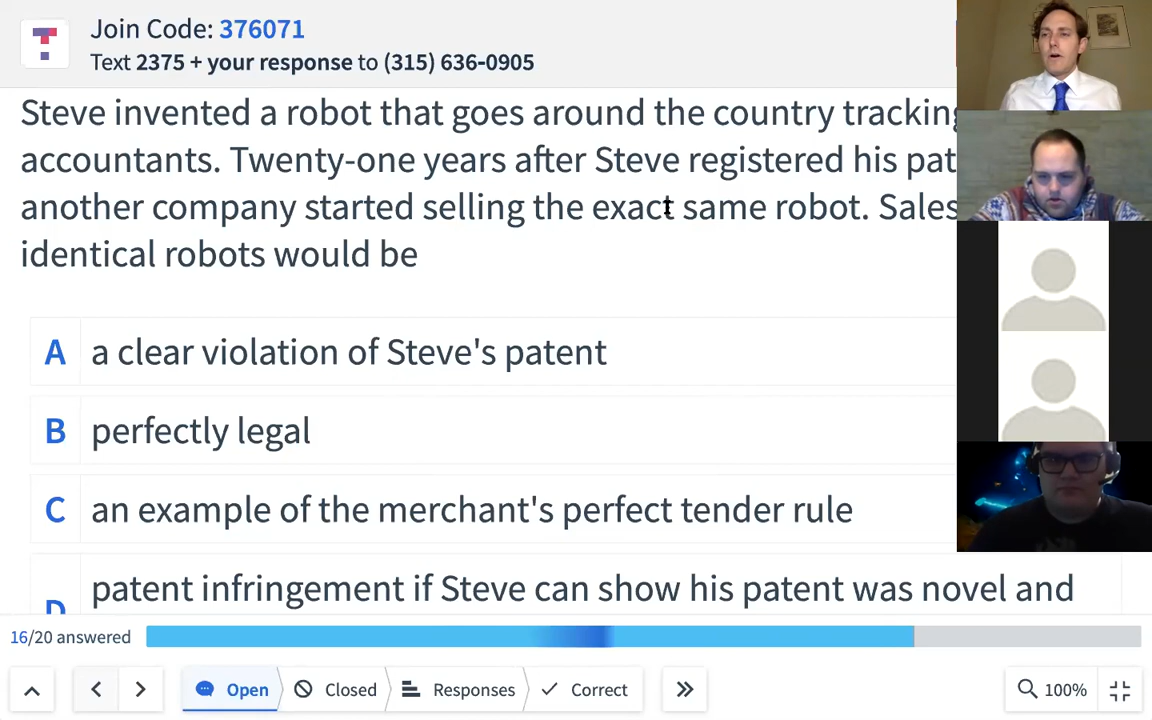 Join Code: 376071
Text 2375 + your response to (315) 636-0905
Steve invented a robot that goes around the country tracking
accountants. Twenty-one years after Steve registered his pat
another company started selling the exact same robot. Sales
identical robots would be
A a clear violation of Steve's patent
B perfectly legal
C an example of the merchant's perfect tender rule
D patent infringement if Steve can show his patent was novel and
16/20 answered
Open Closed Responses Correct 100%